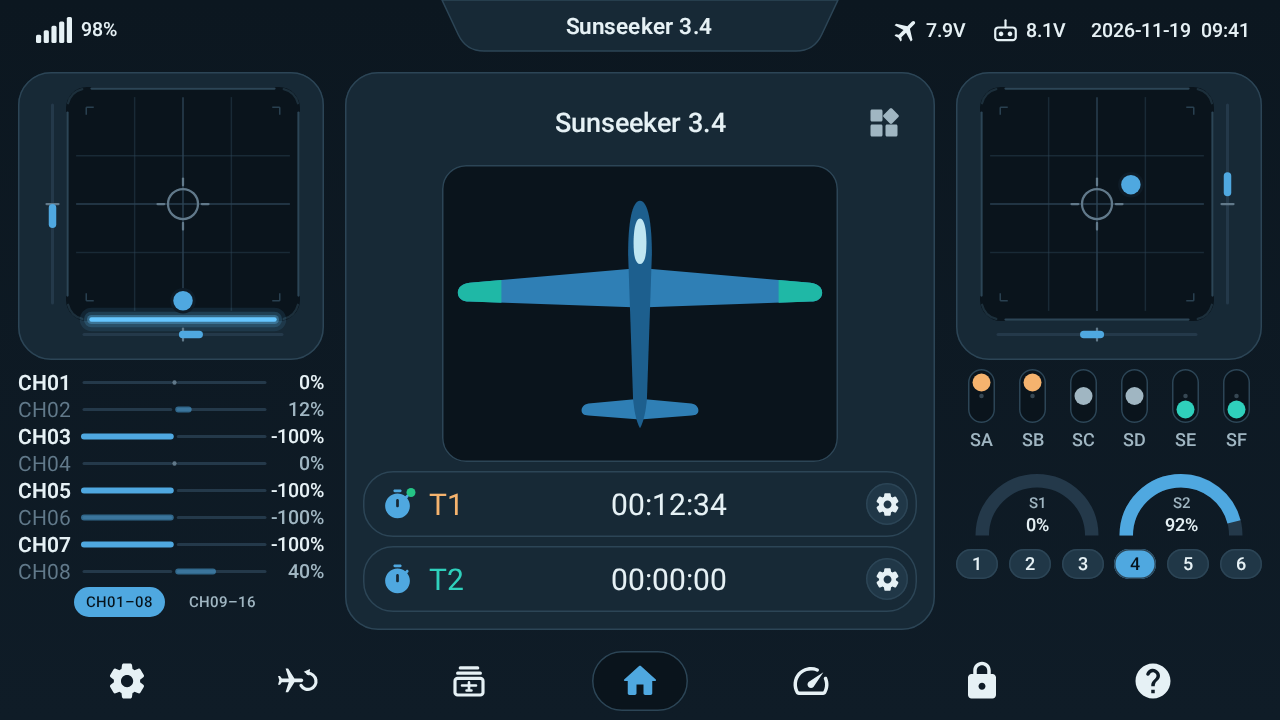 98%
Sunseeker 3.4
7.9V
8.1V
2026-11-19 09:41
Sunseeker 3.4
CH01 0%
CH02 12%
CH03 -100%
CH04 0%
CH05 -100%
CH06 -100%
CH07 -100%
CH08 40%
CH01–08
CH09–16
T1 00:12:34
T2 00:00:00
SA SB SC SD SE SF
S1
0%
S2
92%
1 2 3 4 5 6